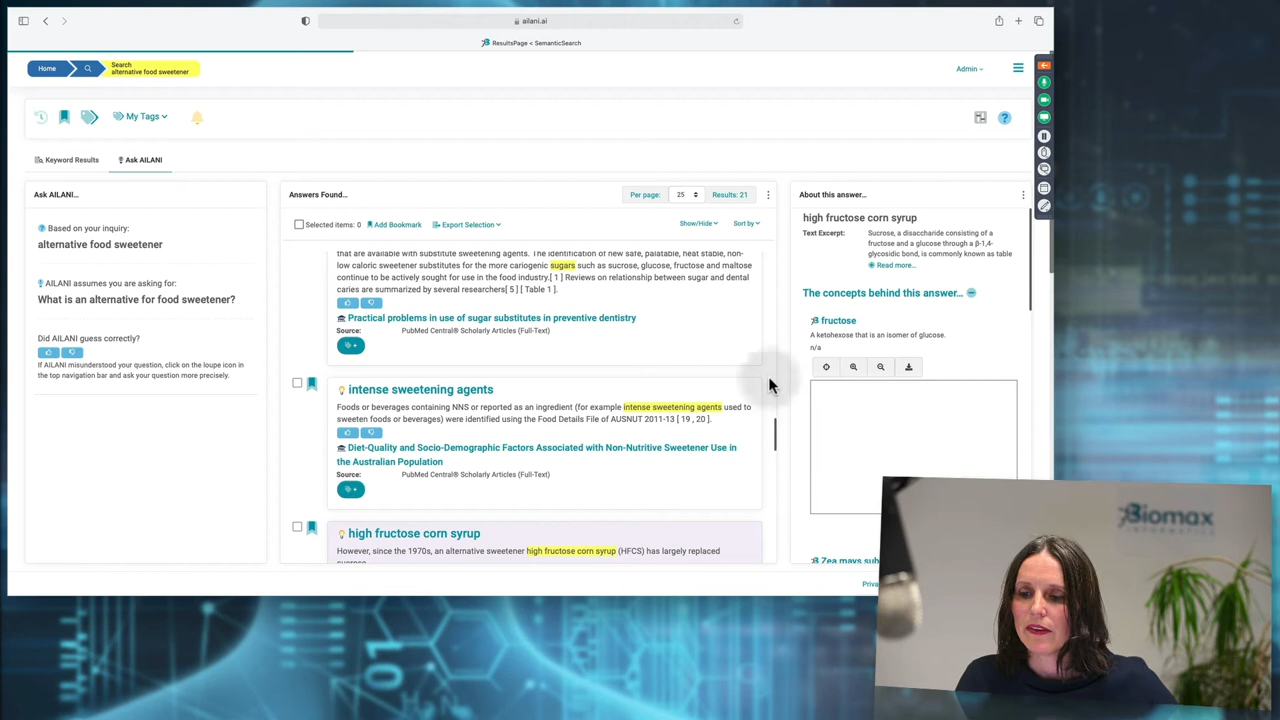 ailani.ai
ResultsPage < SemanticSearch
Home
Search
alternative food sweetener
Admin
My Tags
Keyword Results
Ask AILANI
Ask AILANI...
Based on your inquiry:
alternative food sweetener
AILANI assumes you are asking for:
What is an alternative for food sweetener?
Did AILANI guess correctly?
If AILANI misunderstood your question, click on the loupe icon in
the top navigation bar and ask your question more precisely.
Answers Found...
Per page: 25 Results: 21
Selected items: 0 Add Bookmark Export Selection Show/Hide Sort by
that are available with substitute sweetening agents. The identification of new safe, palatable, heat stable, non-
low caloric sweetener substitutes for the more cariogenic sugars such as sucrose, glucose, fructose and maltose
continue to be actively sought for use in the food industry.[ 1 ] Reviews on relationship between sugar and dental
caries are summarized by several researchers[ 5 ] [ Table 1 ].
Practical problems in use of sugar substitutes in preventive dentistry
Source: PubMed Central® Scholarly Articles (Full-Text)
intense sweetening agents
Foods or beverages containing NNS or reported as an ingredient (for example intense sweetening agents used to
sweeten foods or beverages) were identified using the Food Details File of AUSNUT 2011-13 [ 19 , 20 ].
Diet-Quality and Socio-Demographic Factors Associated with Non-Nutritive Sweetener Use in
the Australian Population
Source: PubMed Central® Scholarly Articles (Full-Text)
high fructose corn syrup
However, since the 1970s, an alternative sweetener high fructose corn syrup (HFCS) has largely replaced
sucrose.
About this answer...
high fructose corn syrup
Text Excerpt: Sucrose, a disaccharide consisting of a
fructose and a glucose through a β-1,4-
glycosidic bond, is commonly known as table
Read more...
The concepts behind this answer...
fructose
A ketohexose that is an isomer of glucose.
n/a
Zea mays sub
Priva
Biomax
INFORMATICS
01